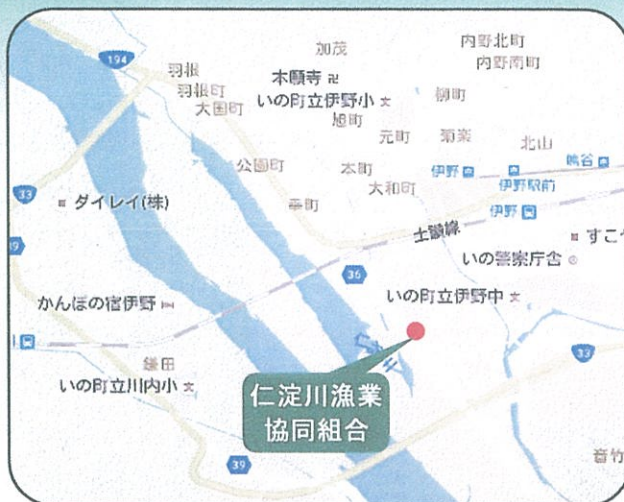 194
加茂
内野北町
内野南町
羽根
羽根町
本願寺
柳町
大国町
いの町立伊野小
旭町
元町
菊楽
北山
鳴谷
公園町
本町
伊野
伊野駅前
33
ダイレイ(株)
幸町
大和町
伊野
土讃線
すこ
39
36
いの警察庁舎
かんぽの宿伊野
いの町立伊野中
鎌田
33
いの町立川内小
仁淀川漁業
協同組合
39
音竹